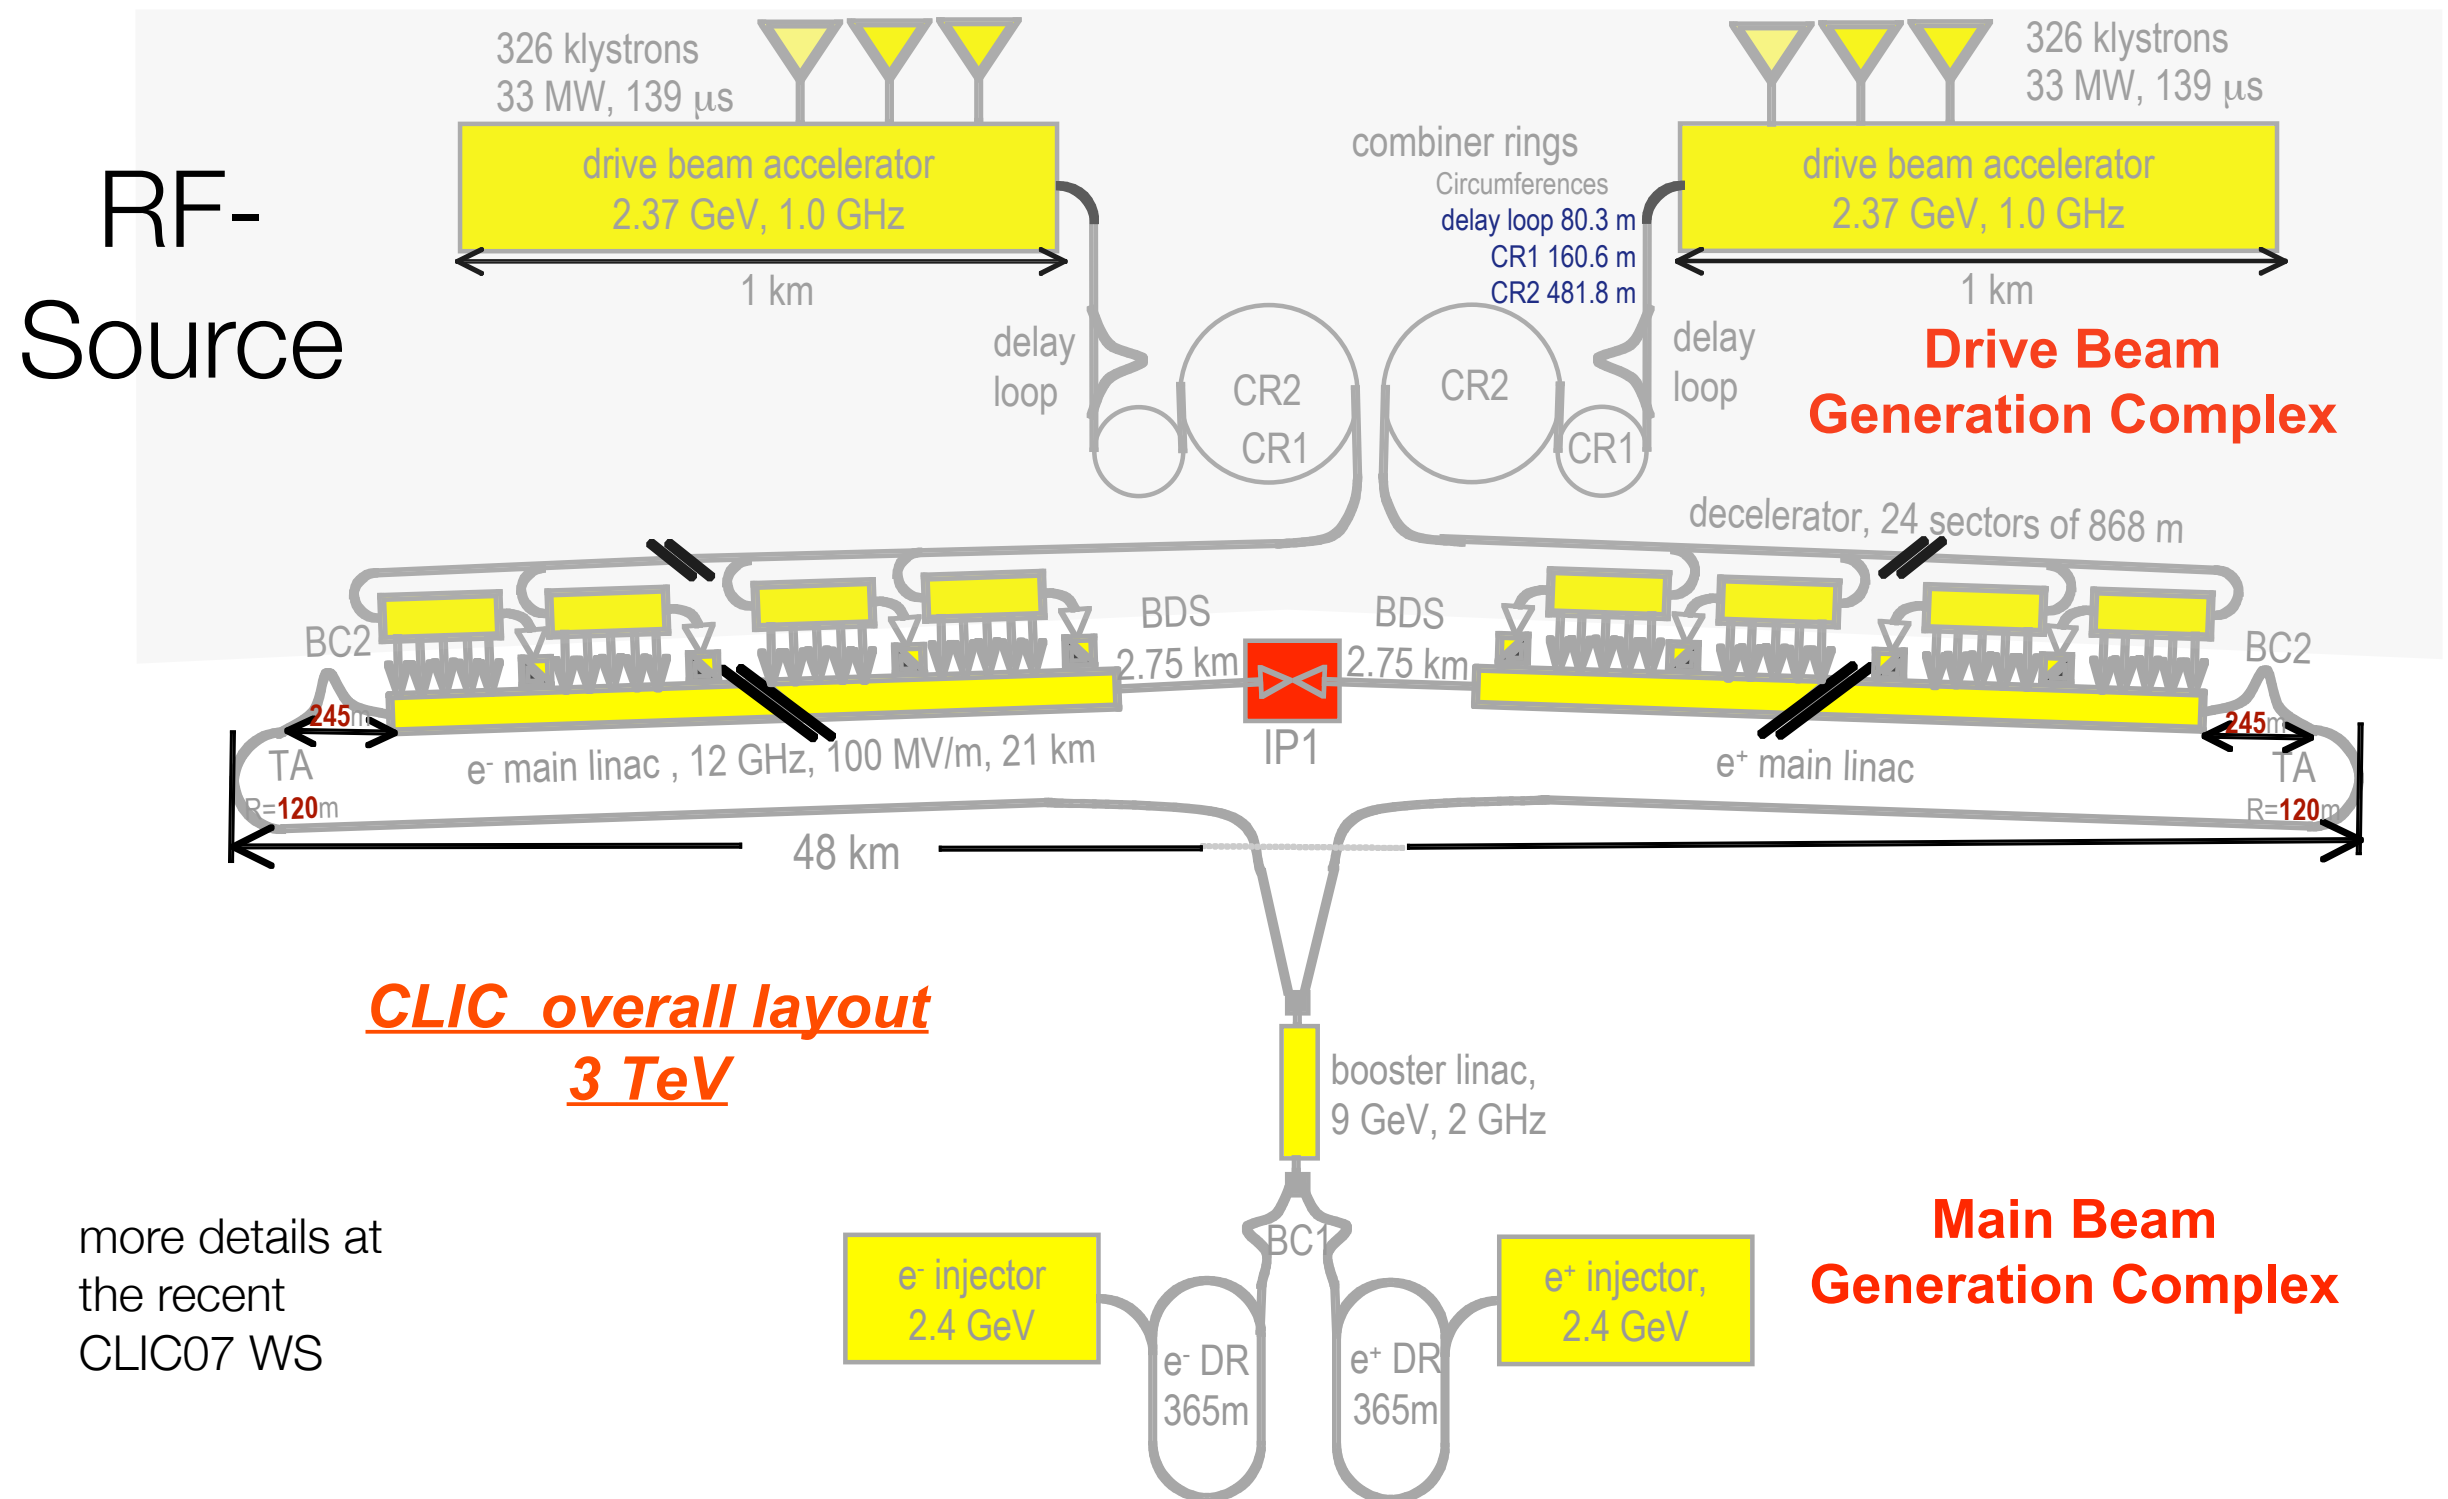 RF-
Source
326 klystrons
33 MW, 139 μs
drive beam accelerator
2.37 GeV, 1.0 GHz
1 km
delay
loop
CR2
CR1
combiner rings
Circumferences
delay loop 80.3 m
CR1 160.6 m
CR2 481.8 m
326 klystrons
33 MW, 139 μs
drive beam accelerator
2.37 GeV, 1.0 GHz
1 km
delay
loop
CR2
CR1
Drive Beam
Generation Complex
decelerator, 24 sectors of 868 m
BC2
BDS
2.75 km
BDS
2.75 km
BC2
245m
245m
IP1
TA
R=120m
e⁻ main linac , 12 GHz, 100 MV/m, 21 km
e⁺ main linac
TA
R=120m
48 km
CLIC overall layout
3 TeV
booster linac,
9 GeV, 2 GHz
more details at
the recent
CLIC07 WS
BC1
e⁻ injector
2.4 GeV
e⁺ injector,
2.4 GeV
e⁻ DR
365m
e⁺ DR
365m
Main Beam
Generation Complex